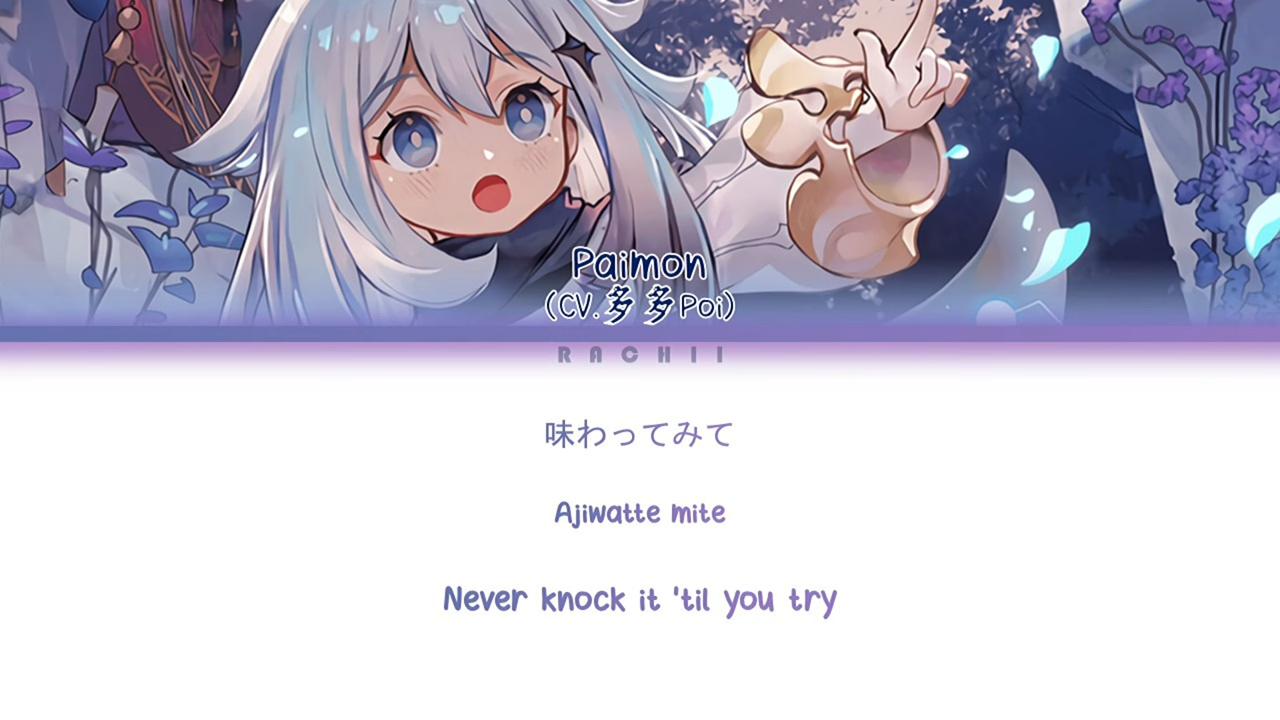 Paimon
(CV.多多Poi)
RACHII
味わってみて
Ajiwatte mite
Never knock it 'til you try